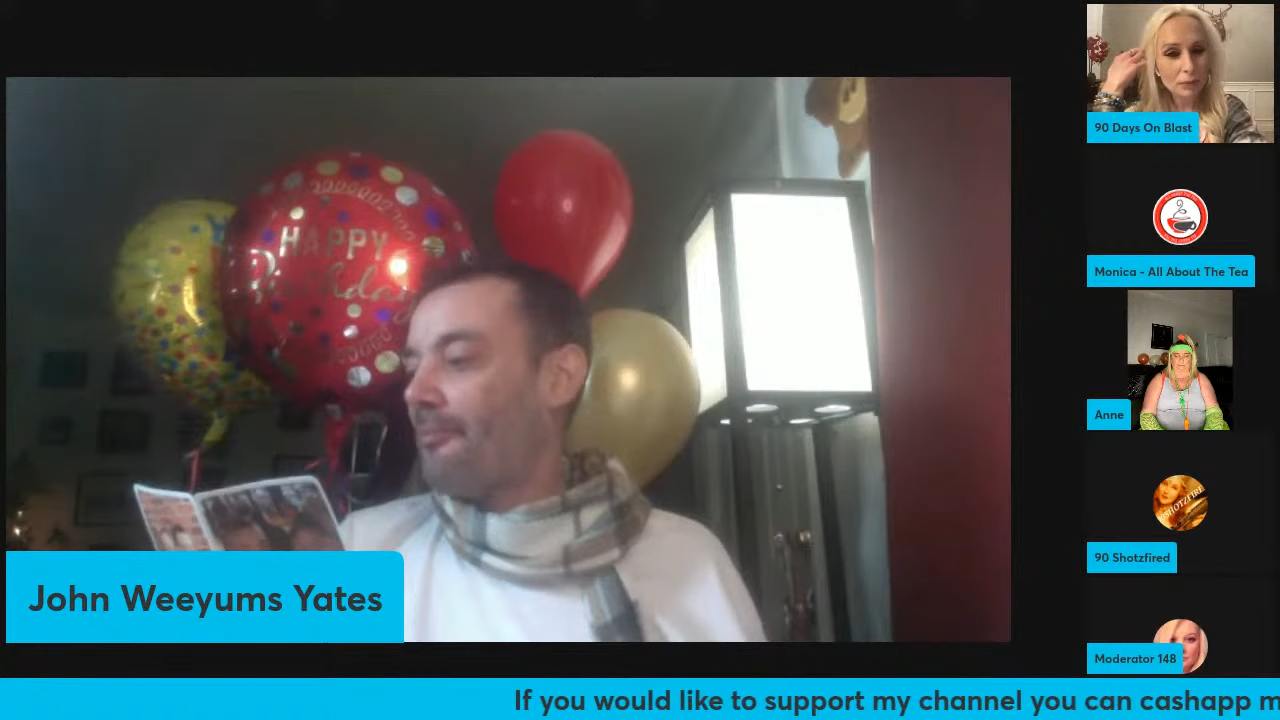 90 Days On Blast
HAPPY
Birthday
Monica - All About The Tea
Anne
SHOTZFIRE
90 Shotzfired
John Weeyums Yates
Moderator 148
If you would like to support my channel you can cashapp m